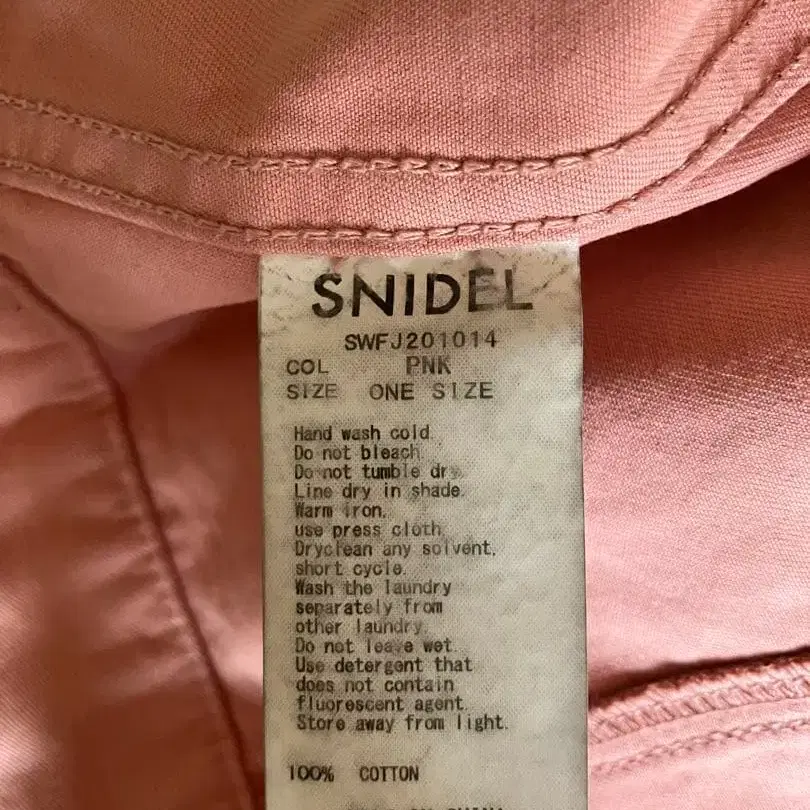 SNIDEL
SWFJ201014
COL PNK
SIZE ONE SIZE
Hand wash cold.
Do not bleach.
Do not tumble dry.
Line dry in shade.
Warm iron,
use press cloth.
Dryclean any solvent,
short cycle.
Wash the laundry
separately from
other laundry.
Do not leave wet.
Use detergent that
does not contain
fluorescent agent.
Store away from light.
100% COTTON